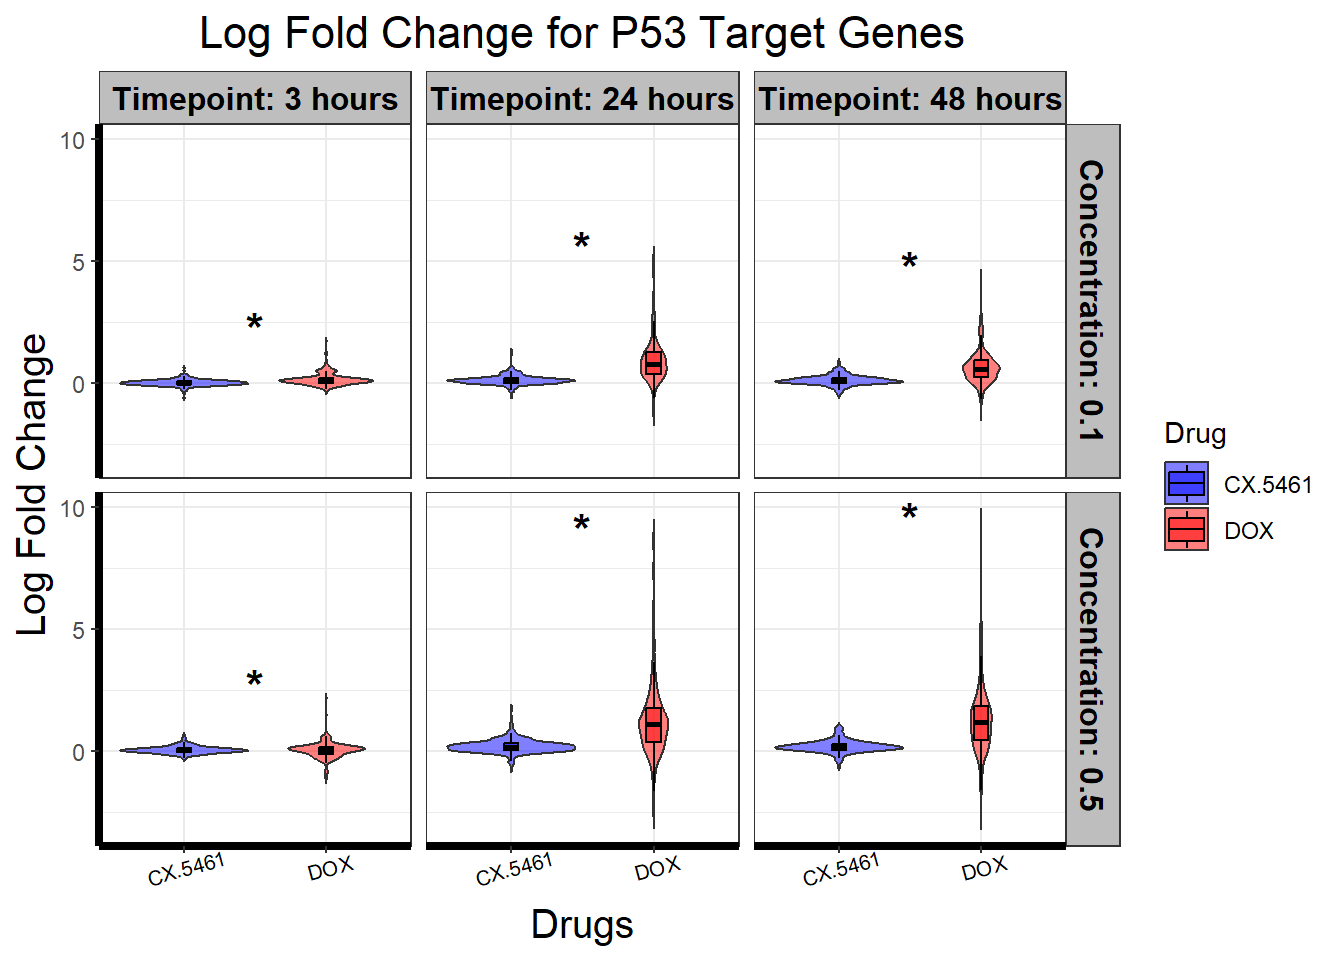 Log Fold Change for P53 Target Genes
Timepoint: 3 hours
Timepoint: 24 hours
Timepoint: 48 hours
Log Fold Change
10
5
0
*
*
*
Concentration: 0.1
10
5
0
*
*
*
Concentration: 0.5
CX.5461
DOX
CX.5461
DOX
CX.5461
DOX
Drugs
Drug
CX.5461
DOX